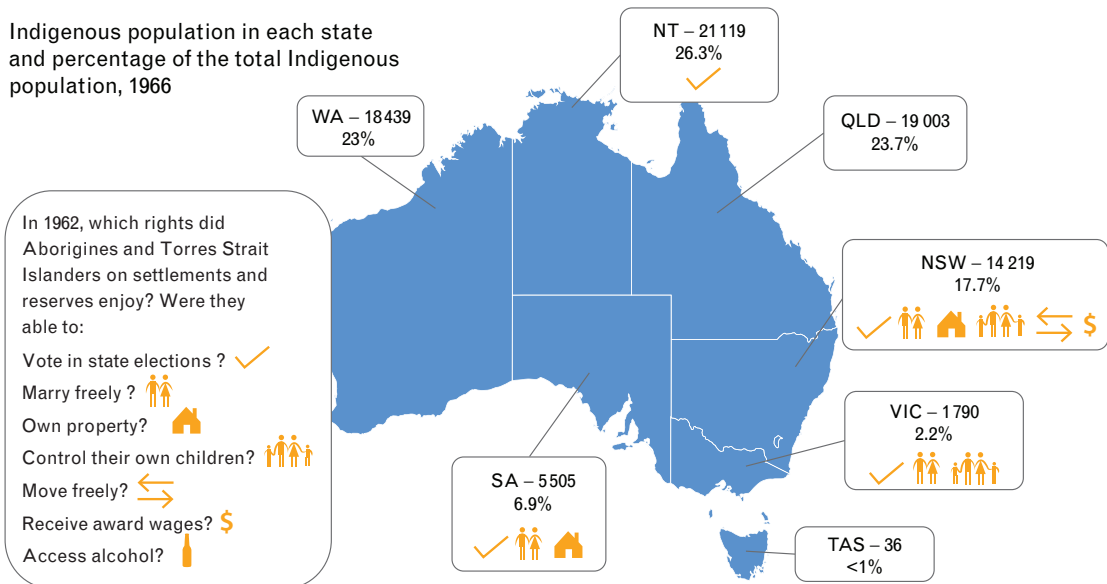 Indigenous population in each state
and percentage of the total Indigenous
population, 1966
NT – 21 119
26.3%
WA – 18 439
23%
QLD – 19 003
23.7%
In 1962, which rights did
Aborigines and Torres Strait
Islanders on settlements and
reserves enjoy? Were they
able to:
Vote in state elections ?
Marry freely ?
Own property?
Control their own children?
Move freely?
Receive award wages? $
Access alcohol?
NSW – 14 219
17.7%
$
VIC – 1790
2.2%
SA – 5505
6.9%
TAS – 36
<1%